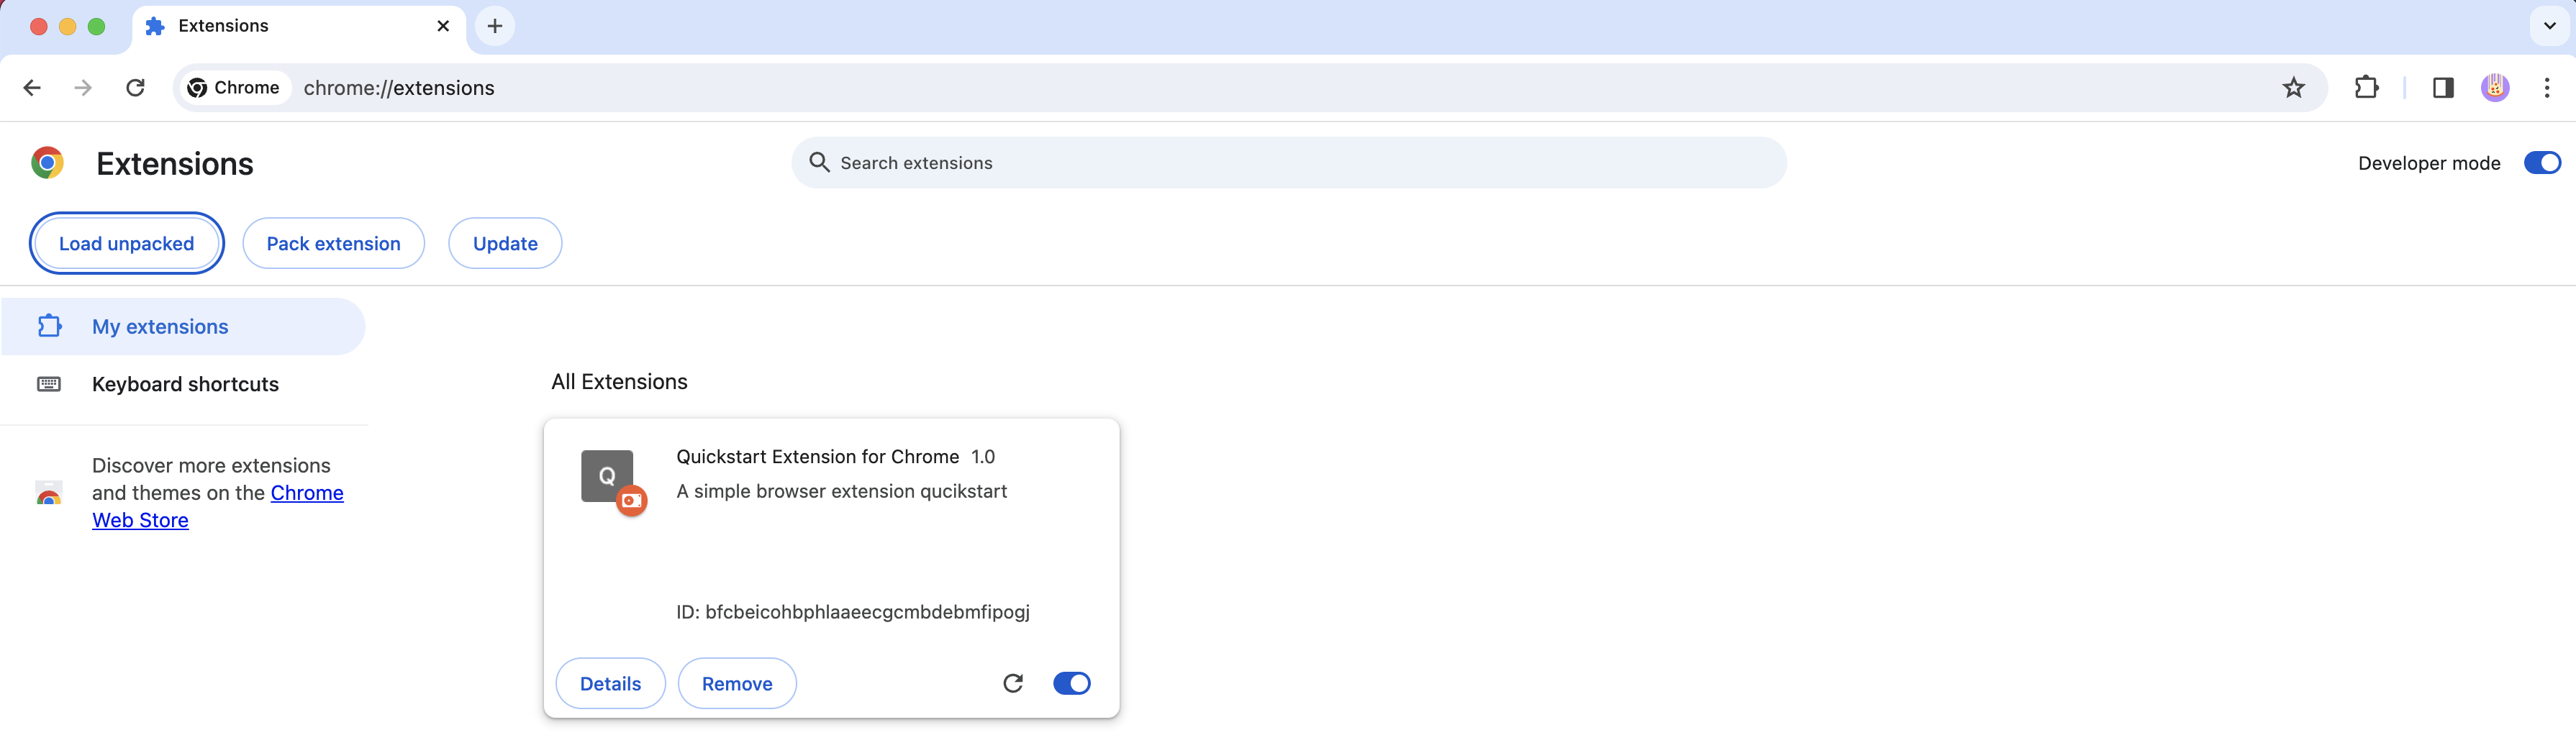 Extensions
Chrome chrome://extensions
Extensions
Search extensions
Developer mode
Load unpacked
Pack extension
Update
My extensions
Keyboard shortcuts
Discover more extensions
and themes on the Chrome
Web Store
All Extensions
Q
Quickstart Extension for Chrome 1.0
A simple browser extension qucikstart
ID: bfcbeicohbphlaaeecgcmbdebmfipogj
Details
Remove